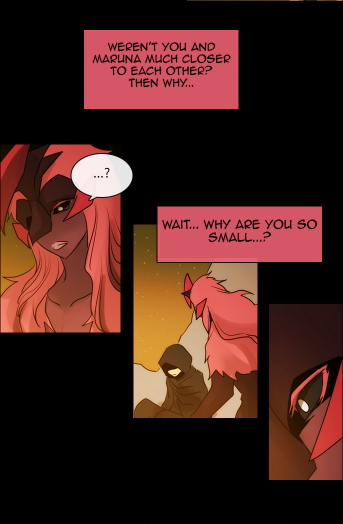 WEREN'T YOU AND
MARUNA MUCH CLOSER
TO EACH OTHER?
THEN WHY...
...?
WAIT... WHY ARE YOU SO
SMALL...?